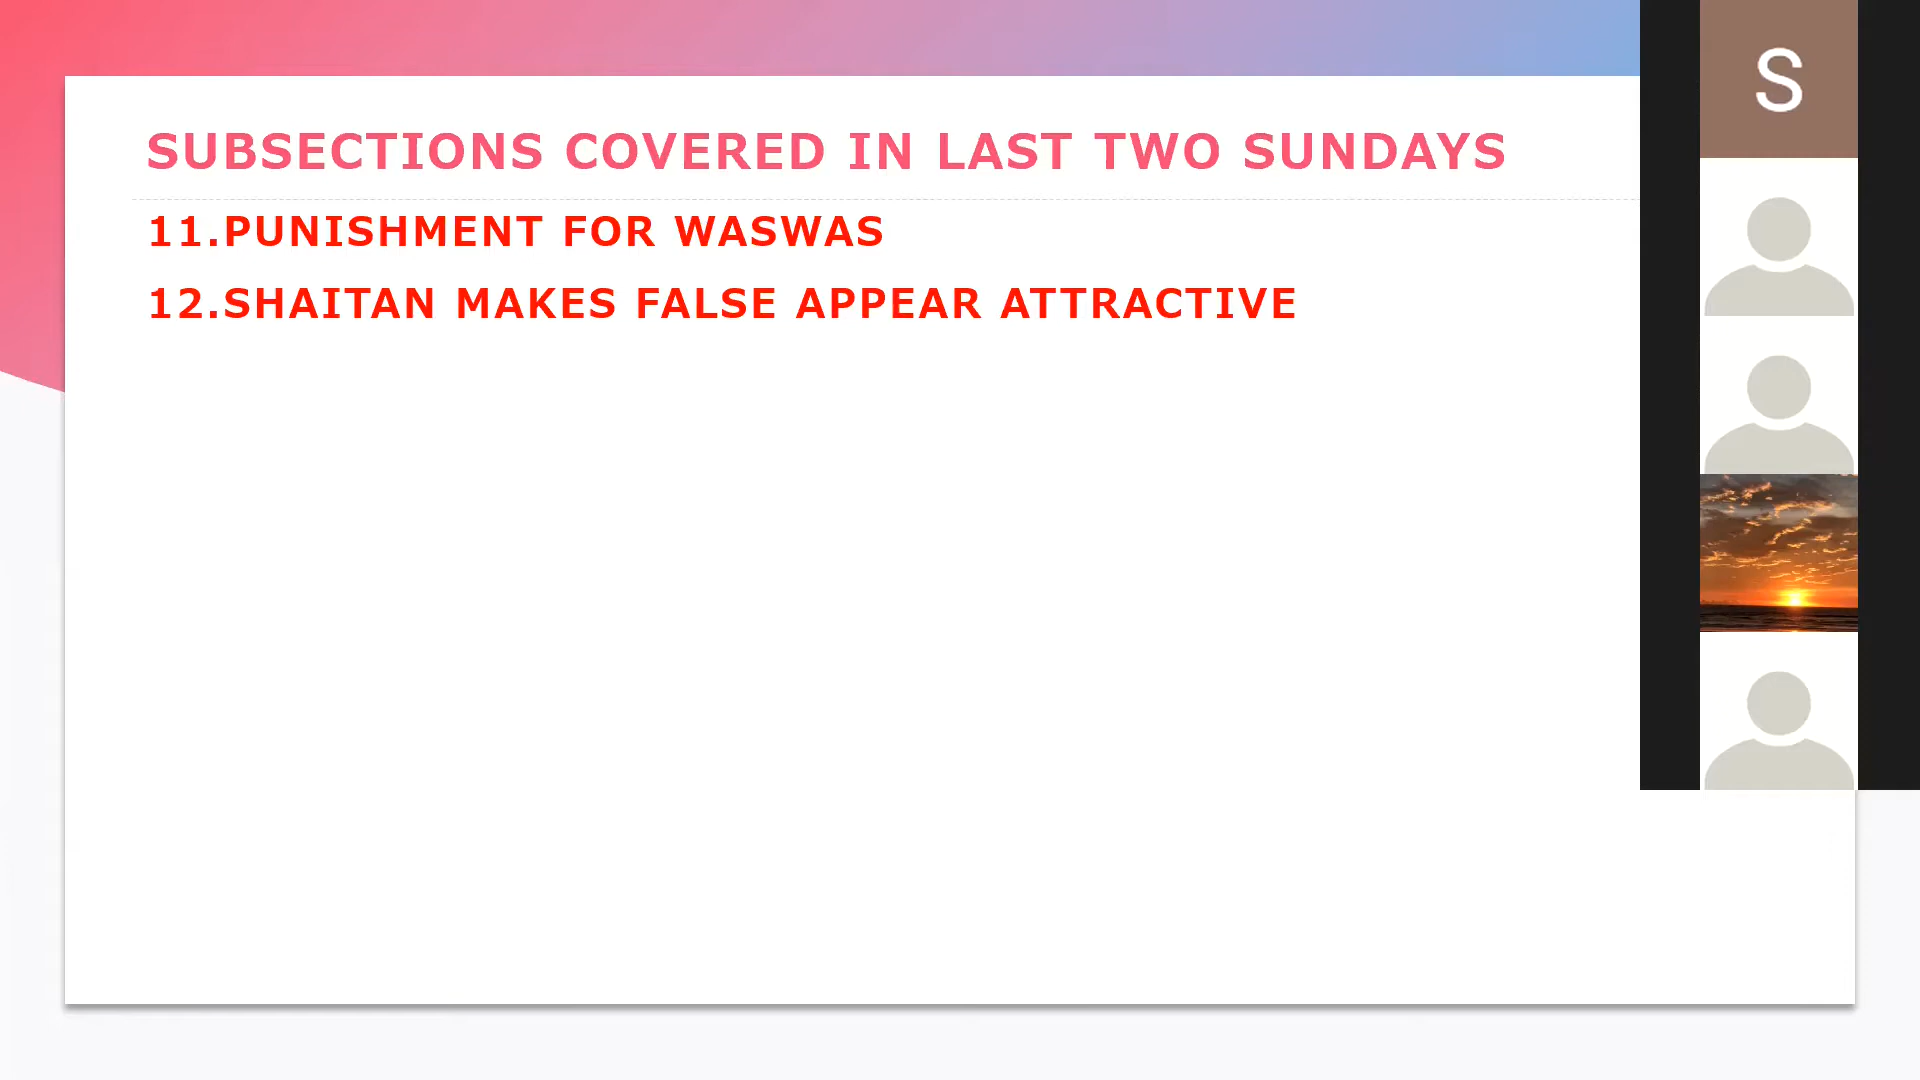 SUBSECTIONS COVERED IN LAST TWO SUNDAYS
11.PUNISHMENT FOR WASWAS
12.SHAITAN MAKES FALSE APPEAR ATTRACTIVE
S